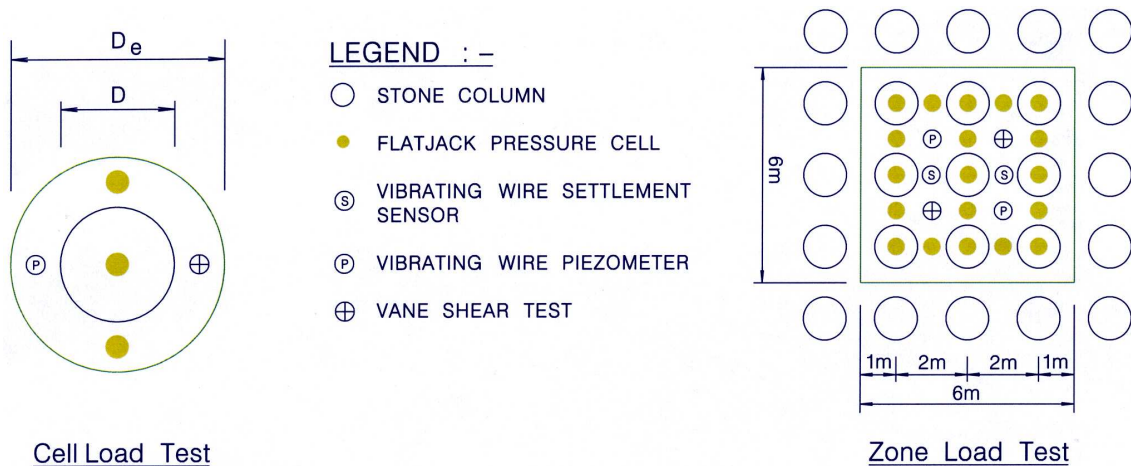 De
D
P
Cell Load Test
LEGEND : –
STONE COLUMN
FLATJACK PRESSURE CELL
S VIBRATING WIRE SETTLEMENT
SENSOR
P VIBRATING WIRE PIEZOMETER
VANE SHEAR TEST
6m
P
S S
P
1m 2m 2m 1m
6m
Zone Load Test